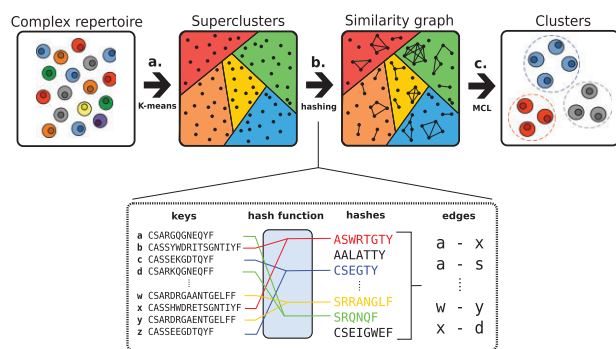 Complex repertoire
Superclusters
Similarity graph
Clusters
a.
K-means
b.
hashing
c.
MCL
keys
hash function
hashes
edges
a CSARGQGNEQYF
b CASSYWDRITSGNTIYF
c CASSEKGDTQYF
d CSARKQGNEQFF
w CSARDRGAANTGELFF
x CASSHWDRETSGNTIYF
y CSARDRGAENTGELFF
z CASSEEGDTQYF
ASWRTGTY
AALATTY
CSEGTY
SRRANGLF
SRQNQF
CSEIGWEF
a - x
a - s
w - y
x - d